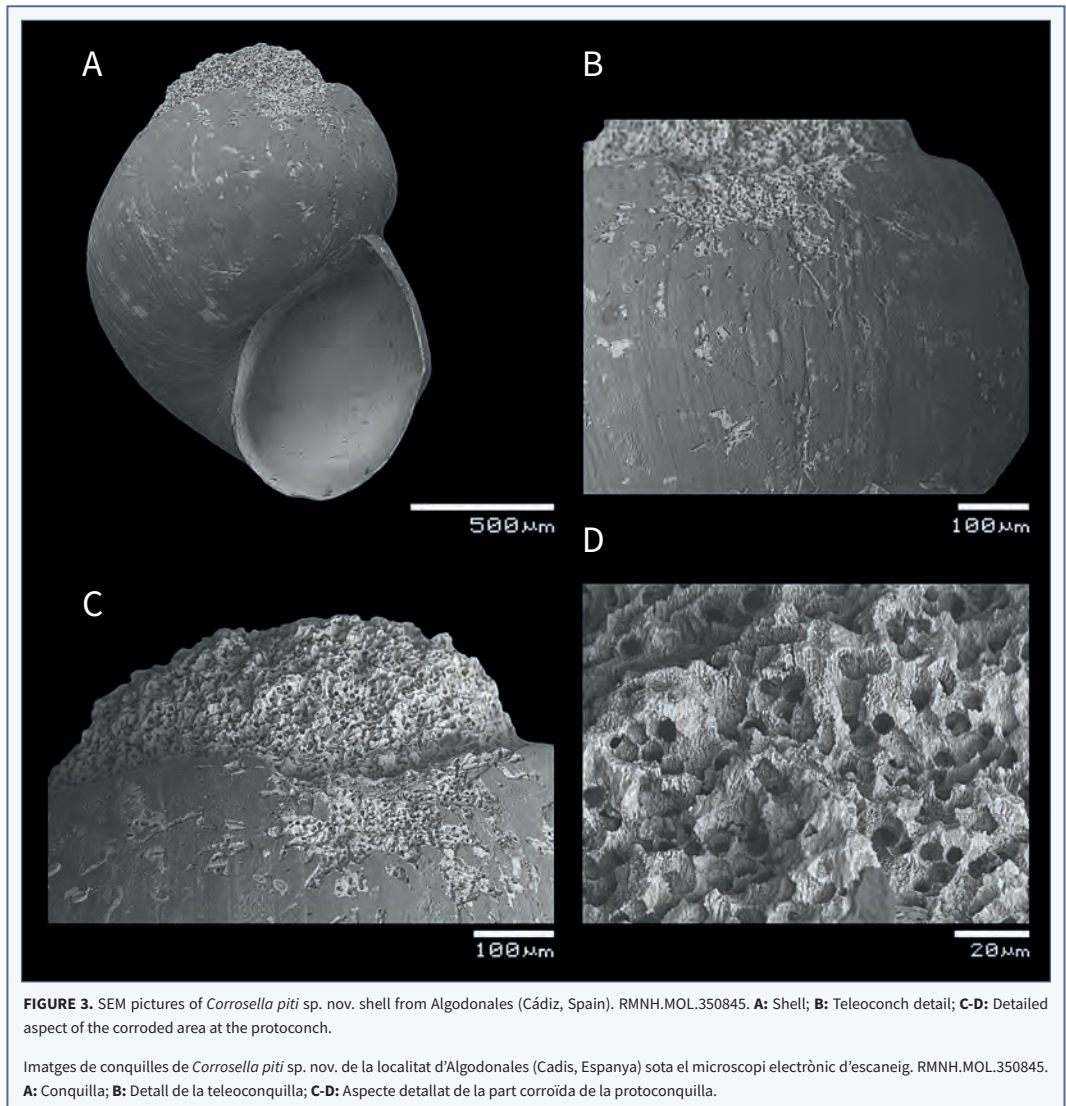 A
B
500µm
100µm
C
D
100µm
20µm
FIGURE 3. SEM pictures of Corrosella piti sp. nov. shell from Algodonales (Cádiz, Spain). RMNH.MOL.350845. A: Shell; B: Teleoconch detail; C-D: Detailed
aspect of the corroded area at the protoconch.
Imatges de conquilles de Corrosella piti sp. nov. de la localitat d’Algodonales (Cadis, Espanya) sota el microscopi electrònic d’escaneig. RMNH.MOL.350845.
A: Conquilla; B: Detall de la teleoconquilla; C-D: Aspecte detallat de la part corroïda de la protoconquilla.